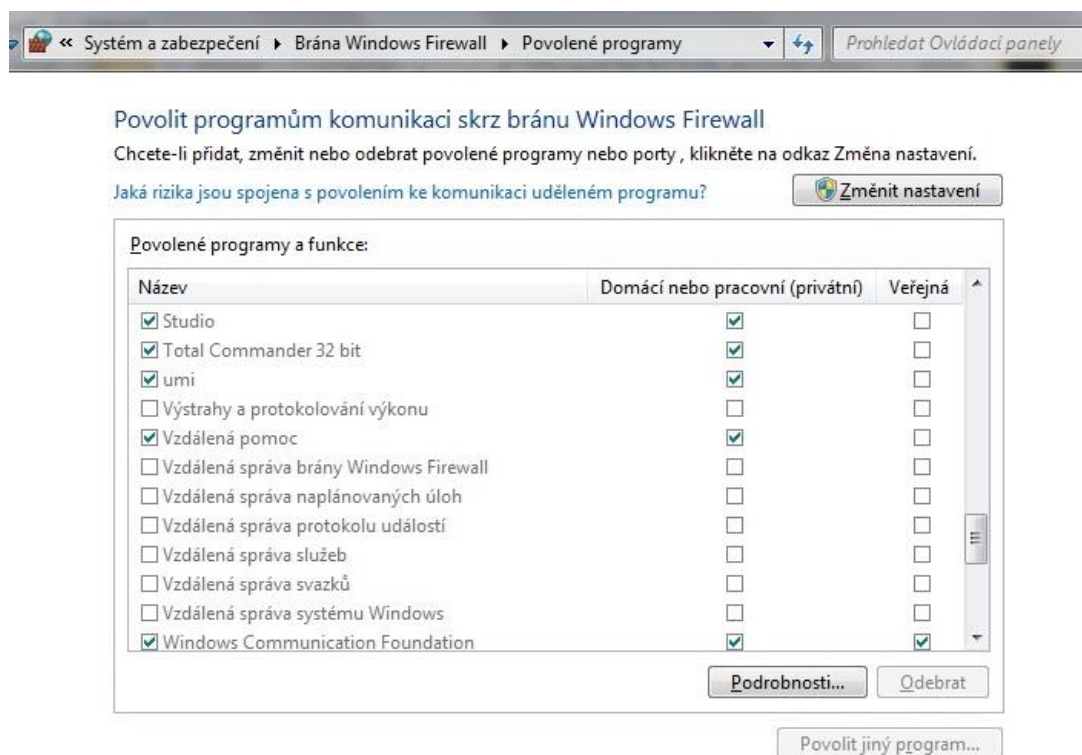 « Systém a zabezpečení ▸ Brána Windows Firewall ▸ Povolené programy Prohledat Ovládací panely
Povolit programům komunikaci skrz bránu Windows Firewall
Chcete-li přidat, změnit nebo odebrat povolené programy nebo porty , klikněte na odkaz Změna nastavení.
Jaká rizika jsou spojena s povolením ke komunikaci uděleném programu? Změnit nastavení
Povolené programy a funkce:
Název Domácí nebo pracovní (privátní) Veřejná
Studio
Total Commander 32 bit
umi
Výstrahy a protokolování výkonu
Vzdálená pomoc
Vzdálená správa brány Windows Firewall
Vzdálená správa naplánovaných úloh
Vzdálená správa protokolu událostí
Vzdálená správa služeb
Vzdálená správa svazků
Vzdálená správa systému Windows
Windows Communication Foundation
Podrobnosti... Odebrat
Povolit jiný program...